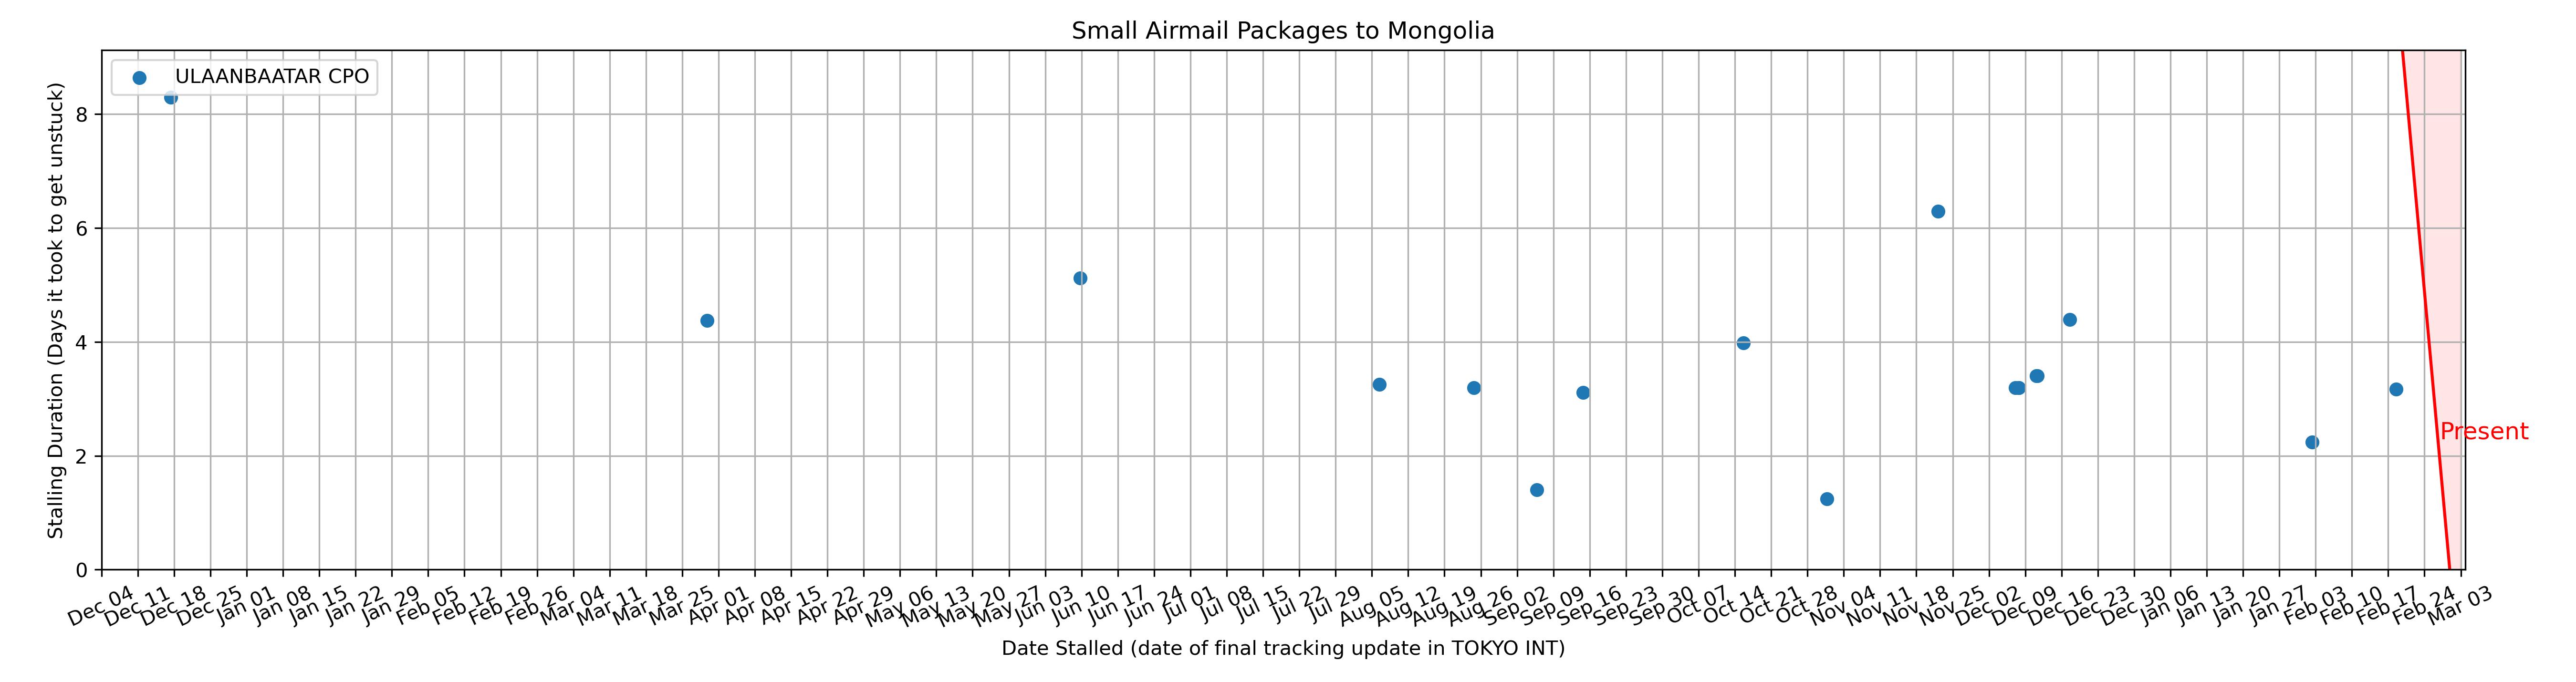 Small Airmail Packages to Mongolia
ULAANBAATAR CPO
Stalling Duration (Days it took to get unstuck)
8
6
4
2
0
Present
Dec 04
Dec 11
Dec 18
Dec 25
Jan 01
Jan 08
Jan 15
Jan 22
Jan 29
Feb 05
Feb 12
Feb 19
Feb 26
Mar 04
Mar 11
Mar 18
Mar 25
Apr 01
Apr 08
Apr 15
Apr 22
Apr 29
May 06
May 13
May 20
May 27
Jun 03
Jun 10
Jun 17
Jun 24
Jul 01
Jul 08
Jul 15
Jul 22
Jul 29
Aug 05
Aug 12
Aug 19
Aug 26
Sep 02
Sep 09
Sep 16
Sep 23
Sep 30
Oct 07
Oct 14
Oct 21
Oct 28
Nov 04
Nov 11
Nov 18
Nov 25
Dec 02
Dec 09
Dec 16
Dec 23
Dec 30
Jan 06
Jan 13
Jan 20
Jan 27
Feb 03
Feb 10
Feb 17
Feb 24
Mar 03
Date Stalled (date of final tracking update in TOKYO INT)